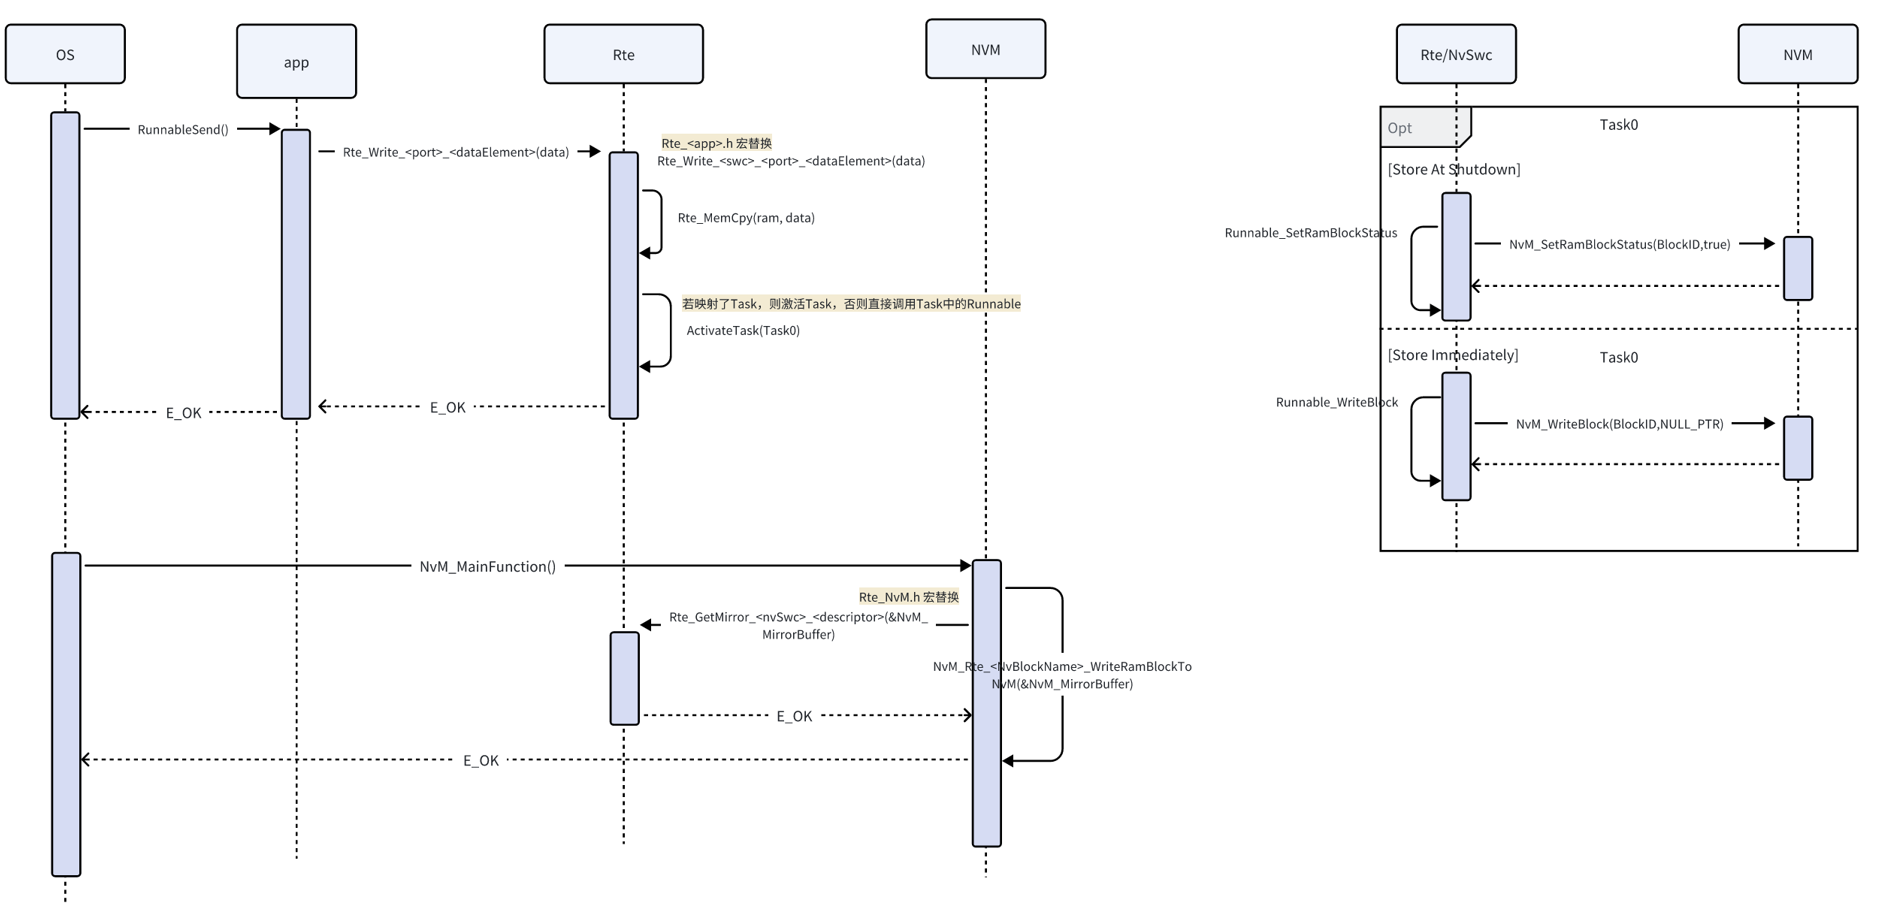 OS
app
Rte
NVM
Rte/NvSwc
NVM
RunnableSend()
Rte_Write_<port>_<dataElement>(data)
Rte_<app>.h 宏替换
Rte_Write_<swc>_<port>_<dataElement>(data)
Rte_MemCpy(ram, data)
若映射了Task，则激活Task，否则直接调用Task中的Runnable
ActivateTask(Task0)
E_OK
E_OK
NvM_MainFunction()
Rte_NvM.h 宏替换
Rte_GetMirror_<nvSwc>_<descriptor>(&NvM_
MirrorBuffer)
NvM_Rte_<NvBlockName>_WriteRamBlockTo
NvM(&NvM_MirrorBuffer)
E_OK
E_OK
Opt
Task0
[Store At Shutdown]
Runnable_SetRamBlockStatus
NvM_SetRamBlockStatus(BlockID,true)
[Store Immediately]
Task0
Runnable_WriteBlock
NvM_WriteBlock(BlockID,NULL_PTR)